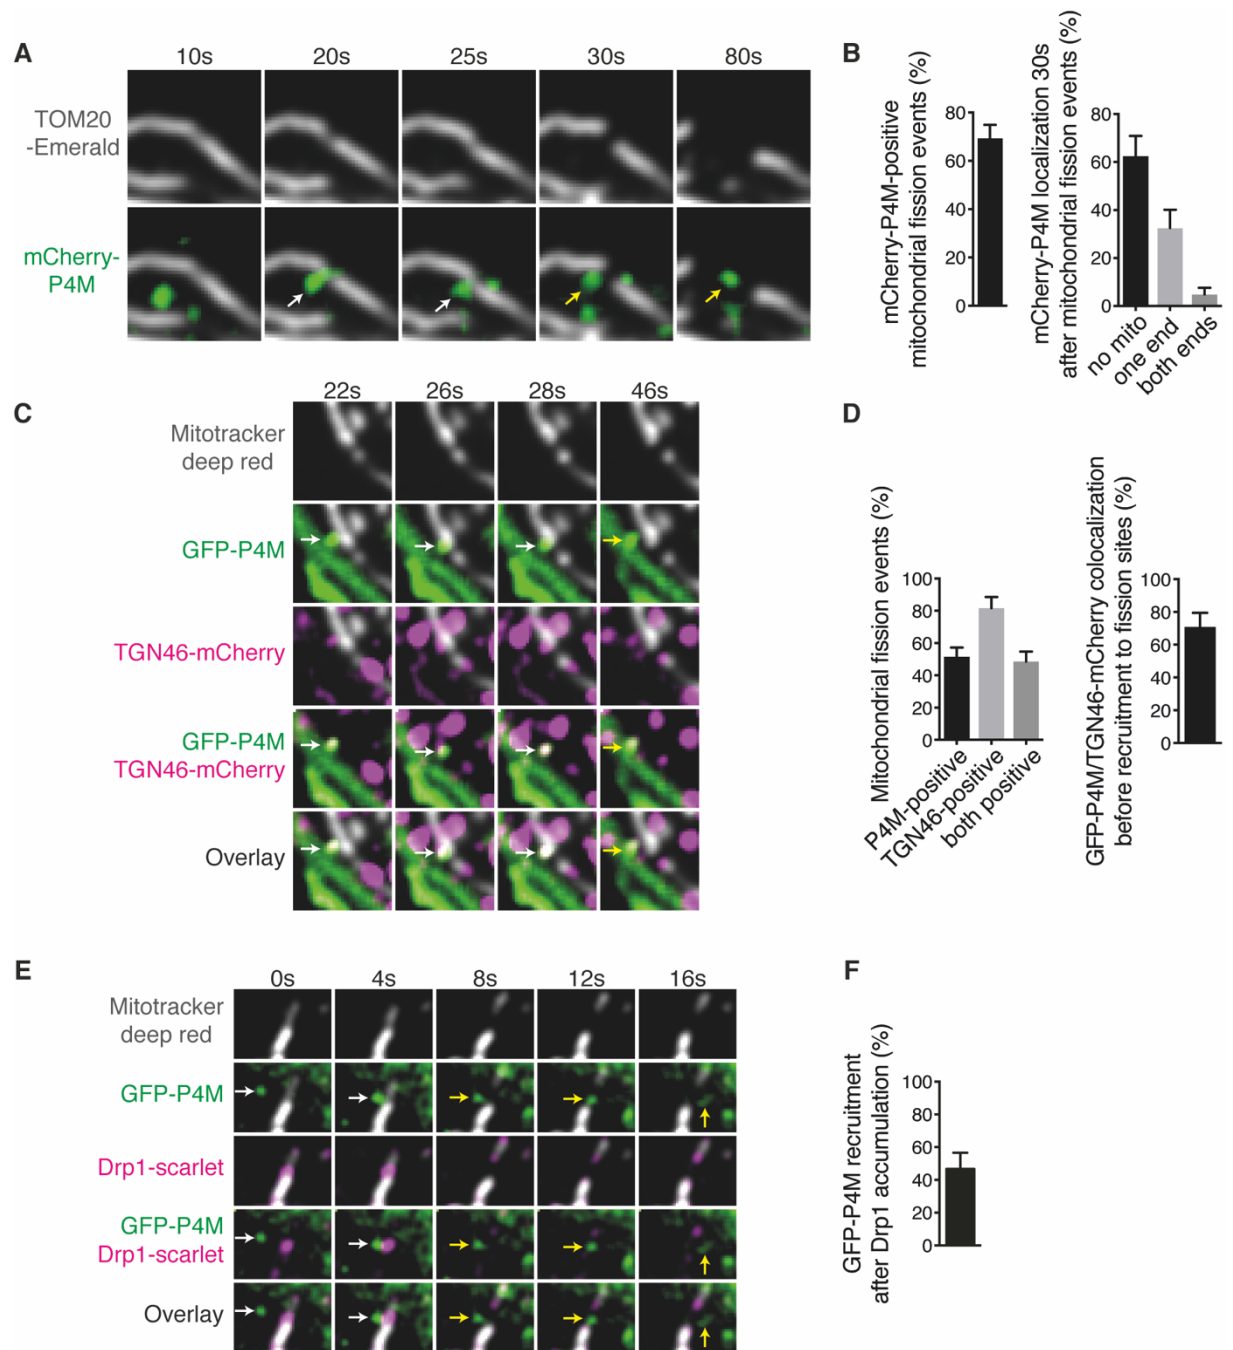 A
10s 20s 25s 30s 80s
TOM20
-Emerald
mCherry-
P4M
B
mCherry-P4M-positive
mitochondrial fission events (%)
80
60
40
20
0
mCherry-P4M localization 30s
after mitochondrial fission events (%)
80
60
40
20
0
no mito
one end
both ends
C
22s 26s 28s 46s
Mitotracker
deep red
GFP-P4M
TGN46-mCherry
GFP-P4M
TGN46-mCherry
Overlay
D
Mitochondrial fission events (%)
100
80
60
40
20
0
P4M-positive
TGN46-positive
both positive
GFP-P4M/TGN46-mCherry colocalization
before recruitment to fission sites (%)
100
80
60
40
20
0
E
0s 4s 8s 12s 16s
Mitotracker
deep red
GFP-P4M
Drp1-scarlet
GFP-P4M
Drp1-scarlet
Overlay
F
GFP-P4M recruitment
after Drp1 accumulation (%)
100
80
60
40
20
0